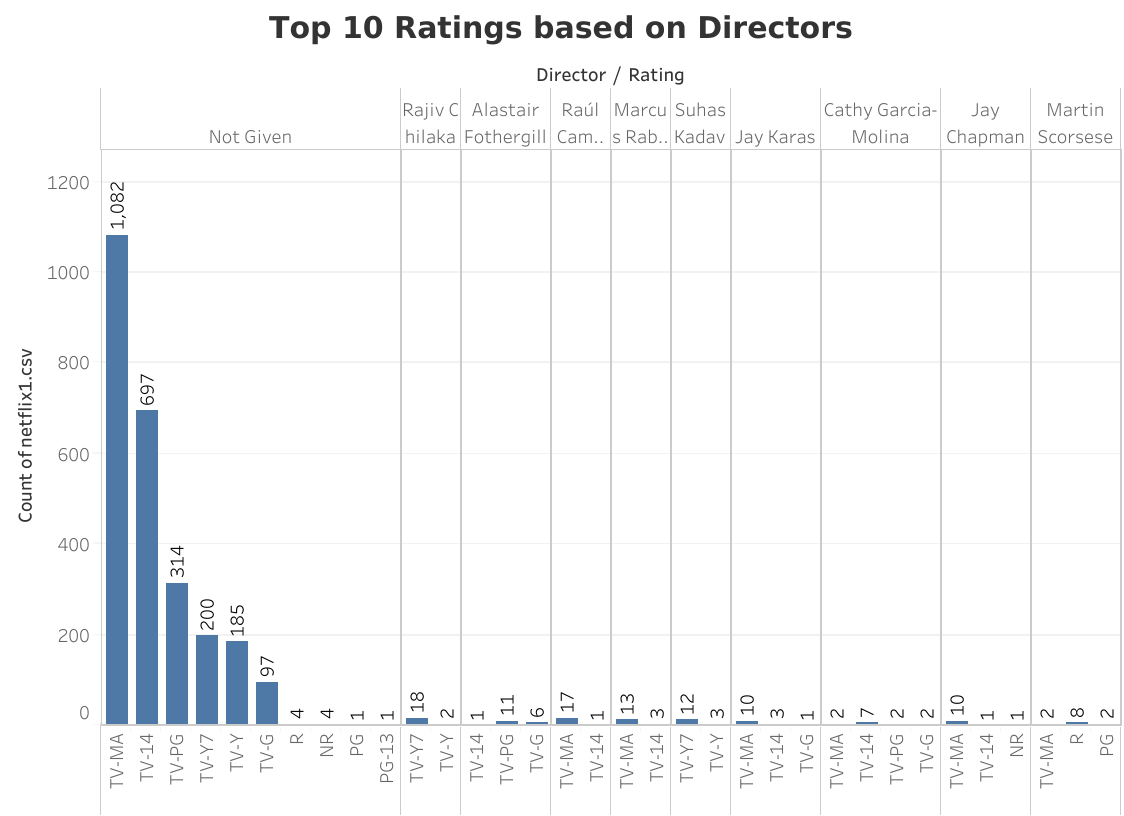 Top 10 Ratings based on Directors
Director / Rating
Not Given
Rajiv C
hilaka
Alastair
Fothergill
Raúl
Cam..
Marcu
s Rab..
Suhas
Kadav
Jay Karas
Cathy Garcia-
Molina
Jay
Chapman
Martin
Scorsese
Count of netflix1.csv
1200
1000
800
600
400
200
0
1,082
697
314
200
185
97
4
4
1
1
18
2
1
11
6
17
1
13
3
12
3
10
3
1
2
7
2
2
10
1
1
2
8
2
TV-MA
TV-14
TV-PG
TV-Y7
TV-Y
TV-G
R
NR
PG
PG-13
TV-Y7
TV-Y
TV-14
TV-PG
TV-G
TV-MA
TV-14
TV-MA
TV-14
TV-Y7
TV-Y
TV-MA
TV-14
TV-G
TV-MA
TV-14
TV-PG
TV-G
TV-MA
TV-14
NR
TV-MA
R
PG